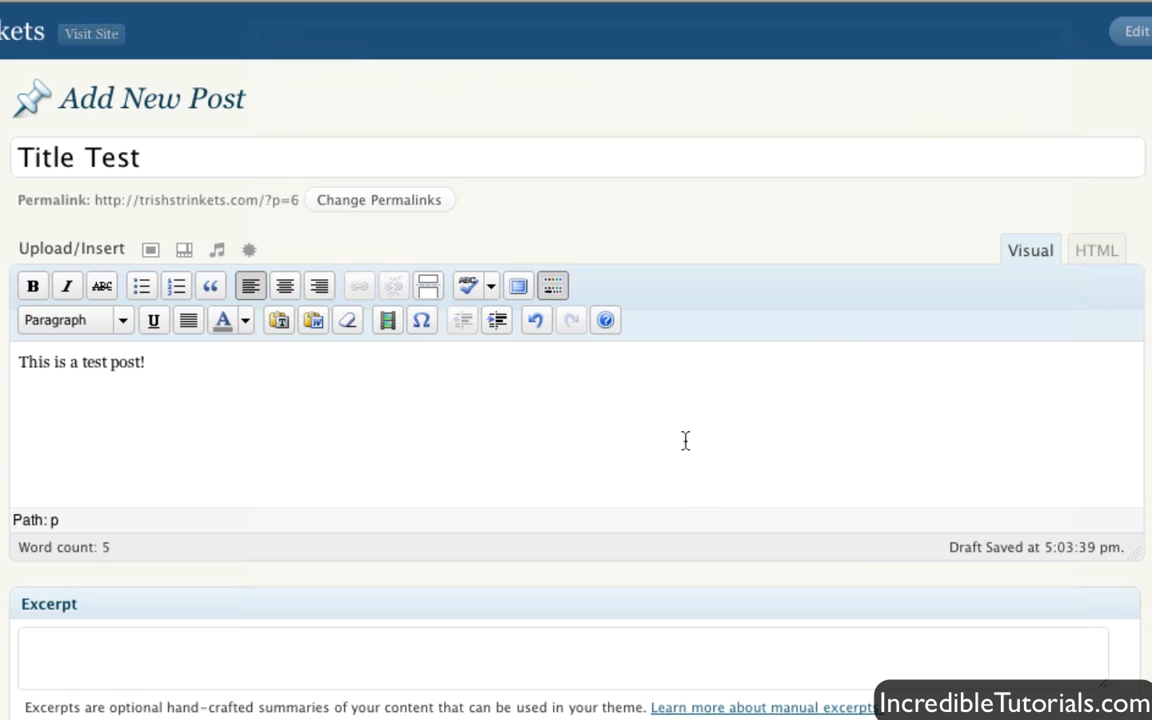 kets Visit Site Edit
Add New Post
Title Test
Permalink: http://trishstrinkets.com/?p=6 Change Permalinks
Upload/Insert Visual HTML
B I ABC ABC
Paragraph U A T W Ω ?
This is a test post!
Path: p
Word count: 5 Draft Saved at 5:03:39 pm.
Excerpt
Excerpts are optional hand-crafted summaries of your content that can be used in your theme. Learn more about manual excerpts
IncredibleTutorials.com